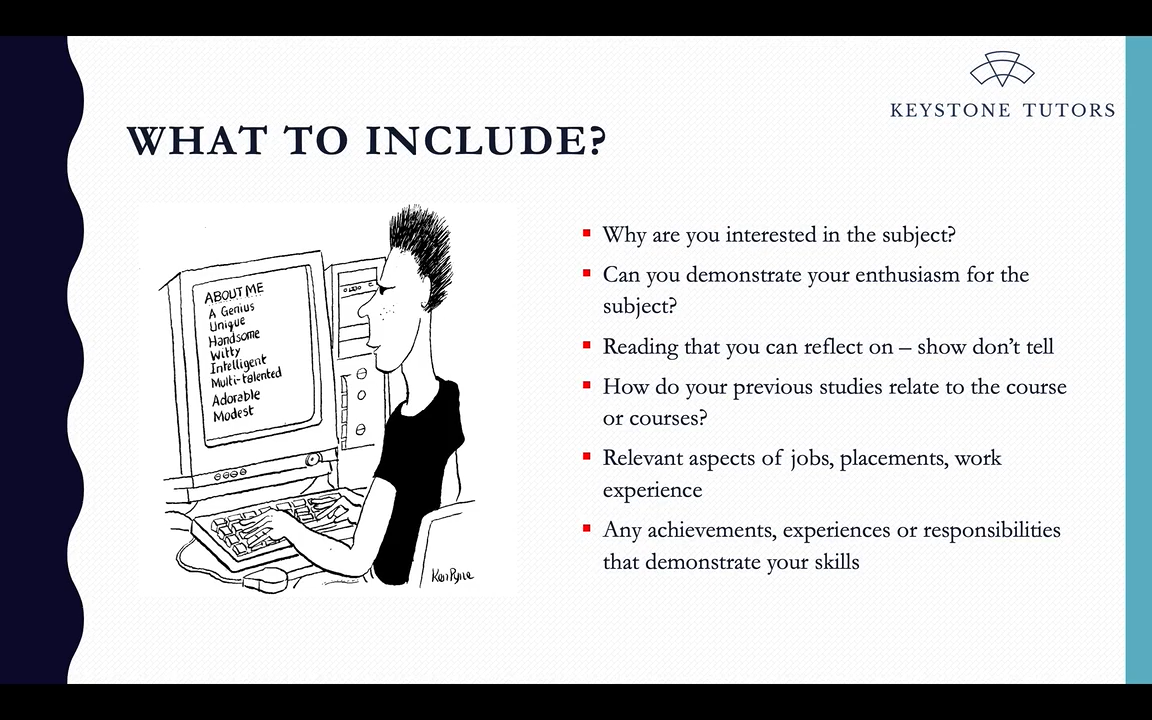 KEYSTONE TUTORS
WHAT TO INCLUDE?
ABOUT ME
A Genius
Unique
Handsome
Witty
Intelligent
Multi-talented
Adorable
Modest
Ken Pyne
Why are you interested in the subject?
Can you demonstrate your enthusiasm for the
subject?
Reading that you can reflect on – show don’t tell
How do your previous studies relate to the course
or courses?
Relevant aspects of jobs, placements, work
experience
Any achievements, experiences or responsibilities
that demonstrate your skills